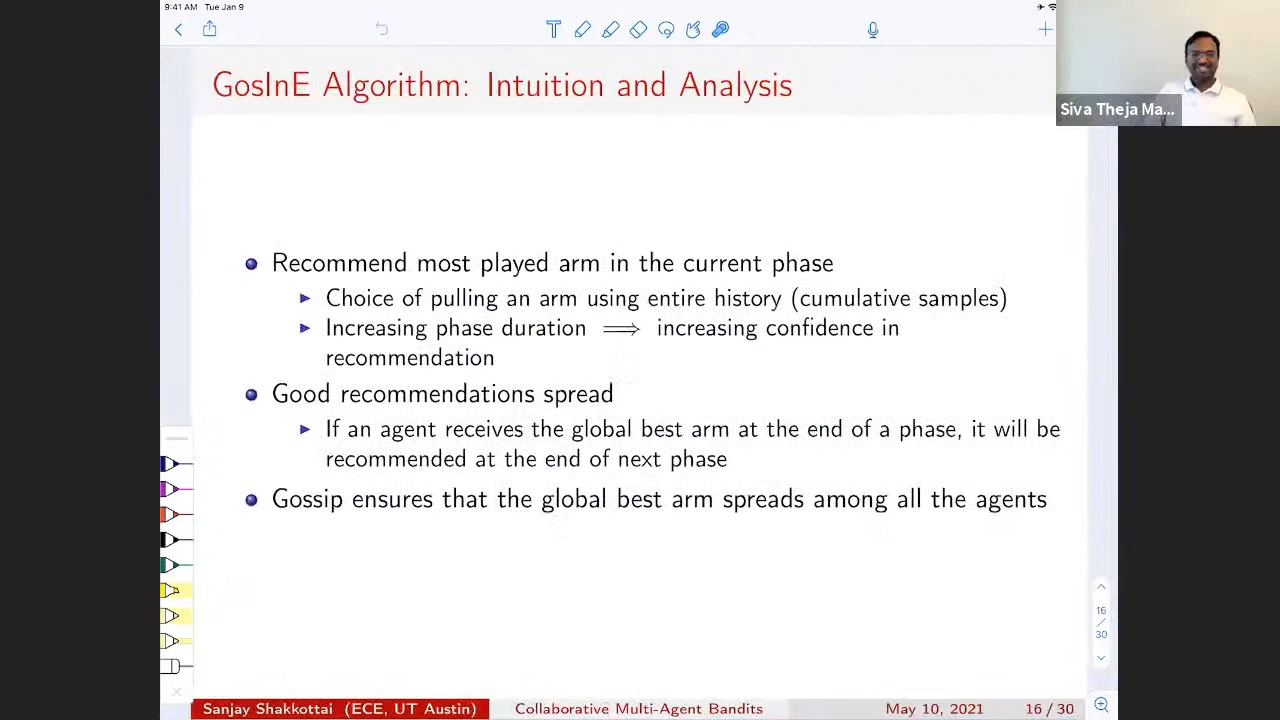 9:41 AM Tue Jan 9
GosInE Algorithm: Intuition and Analysis
Siva Theja Ma...
Recommend most played arm in the current phase
Choice of pulling an arm using entire history (cumulative samples)
Increasing phase duration ⟹ increasing confidence in
recommendation
Good recommendations spread
If an agent receives the global best arm at the end of a phase, it will be
recommended at the end of next phase
Gossip ensures that the global best arm spreads among all the agents
16
/
30
Sanjay Shakkottai (ECE, UT Austin) Collaborative Multi-Agent Bandits May 10, 2021 16 / 30